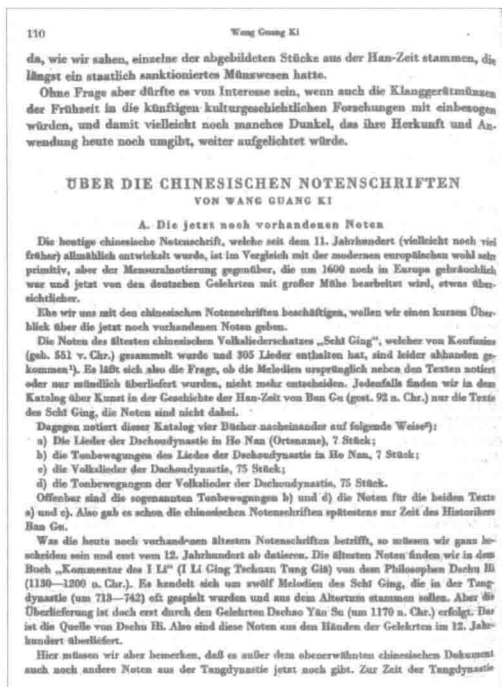 110
Wang Guang Ki
da, wie wir sahen, einzelne der abgebildeten Stücke aus der Han-Zeit stammen, die
längst ein staatlich sanktioniertes Münzwesen hatte.
Ohne Frage aber dürfte es von Interesse sein, wenn auch die Klanggerätmünzen
der Frühzeit in die künftigen kulturgeschichtlichen Forschungen mit einbezogen
würden, und damit vielleicht noch manches Dunkel, das ihre Herkunft und An-
wendung heute noch umgibt, weiter aufgelichtet würde.
ÜBER DIE CHINESISCHEN NOTENSCHRIFTEN
VON WANG GUANG KI
A. Die jetzt noch vorhandenen Noten
Die heutige chinesische Notenschrift, welche seit dem 11. Jahrhundert (vielleicht noch viel
früher) allmählich entwickelt wurde, ist im Vergleich mit der modernen europäischen wohl sehr
primitiv, aber der Mensuralnotierung gegenüber, die um 1600 noch in Europa gebräuchlich
war und jetzt von den deutschen Gelehrten mit großer Mühe bearbeitet wird, etwas über-
sichtlicher.
Ehe wir uns mit den chinesischen Notenschriften beschäftigen, wollen wir einen kurzen Über-
blick über die jetzt noch vorhandenen Noten geben.
Die Noten des ältesten chinesischen Volksliederschatzes „Schï Ging“, welcher von Konfuzius
(geb. 551 v. Chr.) gesammelt wurde und 305 Lieder enthalten hat, sind leider abhanden ge-
kommen¹). Es läßt sich also die Frage, ob die Melodien ursprünglich neben den Texten notiert
oder nur mündlich überliefert wurden, nicht mehr entscheiden. Jedenfalls finden wir in dem
Katalog über Kunst in der Geschichte der Han-Zeit von Ban Gu (gest. 92 n. Chr.) nur die Texte
des Schï Ging, die Noten sind nicht dabei.
Dagegen notiert dieser Katalog vier Bücher nacheinander auf folgende Weise²):
a) Die Lieder der Dschoudynastie in Ho Nan (Ortsname), 7 Stück;
b) die Tonbewegungen des Liedes der Dschoudynastie in Ho Nan, 7 Stück;
c) die Volkslieder der Dschoudynastie, 75 Stück;
d) die Tonbewegungen der Volkslieder der Dschoudynastie, 75 Stück.
Offenbar sind die sogenannten Tonbewegungen b) und d) die Noten für die beiden Texte
a) und c). Also gab es schon die chinesischen Notenschriften spätestens zur Zeit des Historikers
Ban Gu.
Was die heute noch vorhandenen ältesten Notenschriften betrifft, so müssen wir ganz be-
scheiden sein und erst vom 12. Jahrhundert ab datieren. Die ältesten Noten finden wir in dem
Buch „Kommentar des I Li“ (I Li Ging Tschuan Tung Giä) von dem Philosophen Dschu Hi
(1130—1200 n. Chr.). Es handelt sich um zwölf Melodien des Schï Ging, die in der Tang-
dynastie (um 713—742) oft gespielt wurden und aus dem Altertum stammen sollen. Aber die
Überlieferung ist doch erst durch den Gelehrten Dschao Yän Su (um 1170 n. Chr.) erfolgt. Das
ist die Quelle von Dschu Hi. Also sind diese Noten aus den Händen der Gelehrten im 12. Jahr-
hundert überliefert.
Hier müssen wir aber bemerken, daß es außer dem obenerwähnten chinesischen Dokument
auch noch andere Noten aus der Tangdynastie jetzt noch gibt. Zur Zeit der Tangdynastie